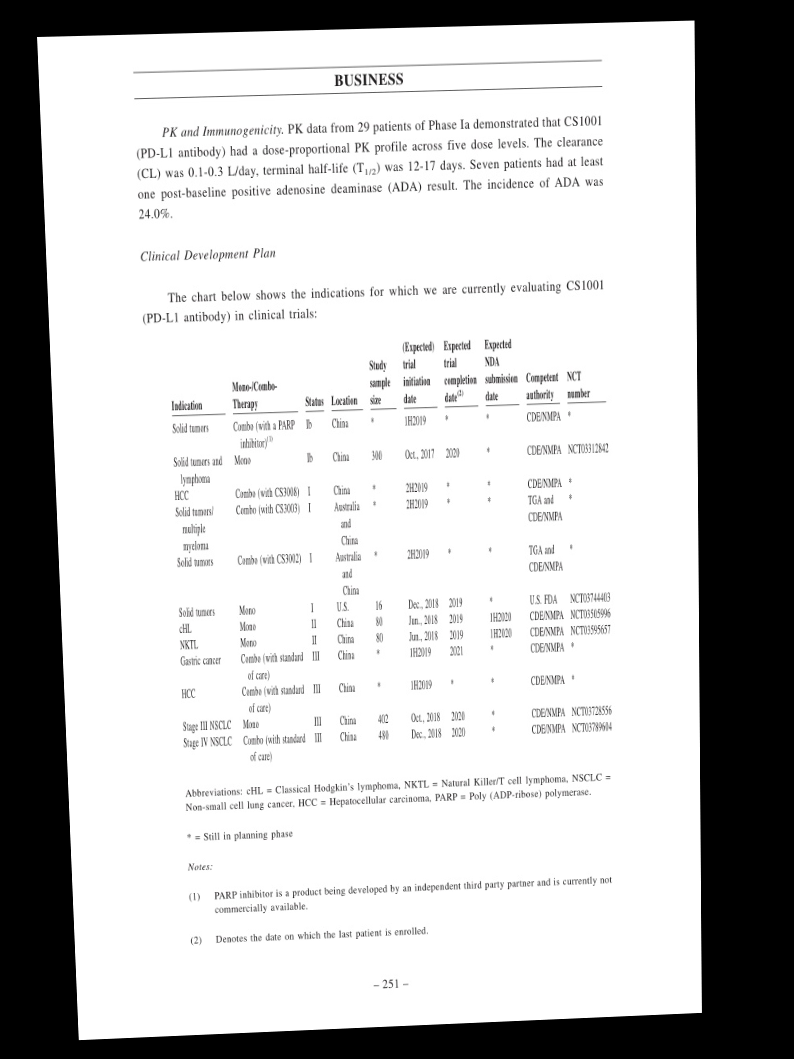 BUSINESS
PK and Immunogenicity. PK data from 29 patients of Phase Ia demonstrated that CS1001
(PD-L1 antibody) had a dose-proportional PK profile across five dose levels. The clearance
(CL) was 0.1-0.3 L/day, terminal half-life (T1/2) was 12-17 days. Seven patients had at least
one post-baseline positive adenosine deaminase (ADA) result. The incidence of ADA was
24.0%.
Clinical Development Plan
The chart below shows the indications for which we are currently evaluating CS1001
(PD-L1 antibody) in clinical trials:
(Expected) Expected Expected
Study trial trial NDA
Mono-/Combo- sample initiation completion submission Competent NCT
Indication Therapy Status Location size date date(2) date authority number
Solid tumors Combo (with a PARP Ib China * 1H2019 * * CDE/NMPA *
inhibitor)(1)
Solid tumors and Mono Ib China 300 Oct., 2017 2020 * CDE/NMPA NCT03312842
lymphoma
HCC Combo (with CS3008) I China * 2H2019 * * CDE/NMPA *
Solid tumors/ Combo (with CS3003) I Australia * 2H2019 * * TGA and *
multiple and CDE/NMPA
myeloma China
Solid tumors Combo (with CS3002) I Australia * 2H2019 * * TGA and *
and CDE/NMPA
China
Solid tumors Mono I U.S. 16 Dec., 2018 2019 * U.S. FDA NCT03744403
cHL Mono II China 80 Jun., 2018 2019 1H2020 CDE/NMPA NCT03505996
NKTL Mono II China 80 Jun., 2018 2019 1H2020 CDE/NMPA NCT03595657
Gastric cancer Combo (with standard III China * 1H2019 2021 * CDE/NMPA *
of care)
HCC Combo (with standard III China * 1H2019 * * CDE/NMPA *
of care)
Stage III NSCLC Mono III China 402 Oct., 2018 2020 * CDE/NMPA NCT03728556
Stage IV NSCLC Combo (with standard III China 480 Dec., 2018 2020 * CDE/NMPA NCT03789604
of care)
Abbreviations: cHL = Classical Hodgkin's lymphoma, NKTL = Natural Killer/T cell lymphoma, NSCLC =
Non-small cell lung cancer, HCC = Hepatocellular carcinoma, PARP = Poly (ADP-ribose) polymerase.
* = Still in planning phase
Notes:
(1) PARP inhibitor is a product being developed by an independent third party partner and is currently not
commercially available.
(2) Denotes the date on which the last patient is enrolled.
– 251 –